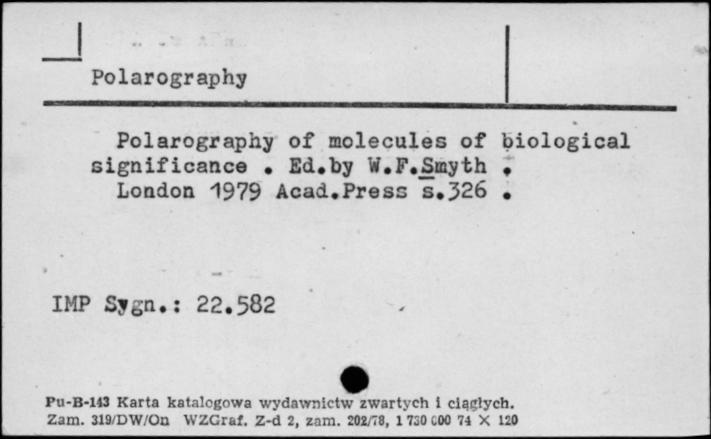 Polarography
Polarography of molecules of biological
significance . Ed.by W.F.Smyth .
London 1979 Acad.Press s.326 .
IMP Sygn.: 22.582
Pu-B-143 Karta katalogowa wydawnictw zwartych i ciągłych.
Zam. 319/DW/On WZGraf. Z-d 2, zam. 202/78, 1 730 000 74 X 120